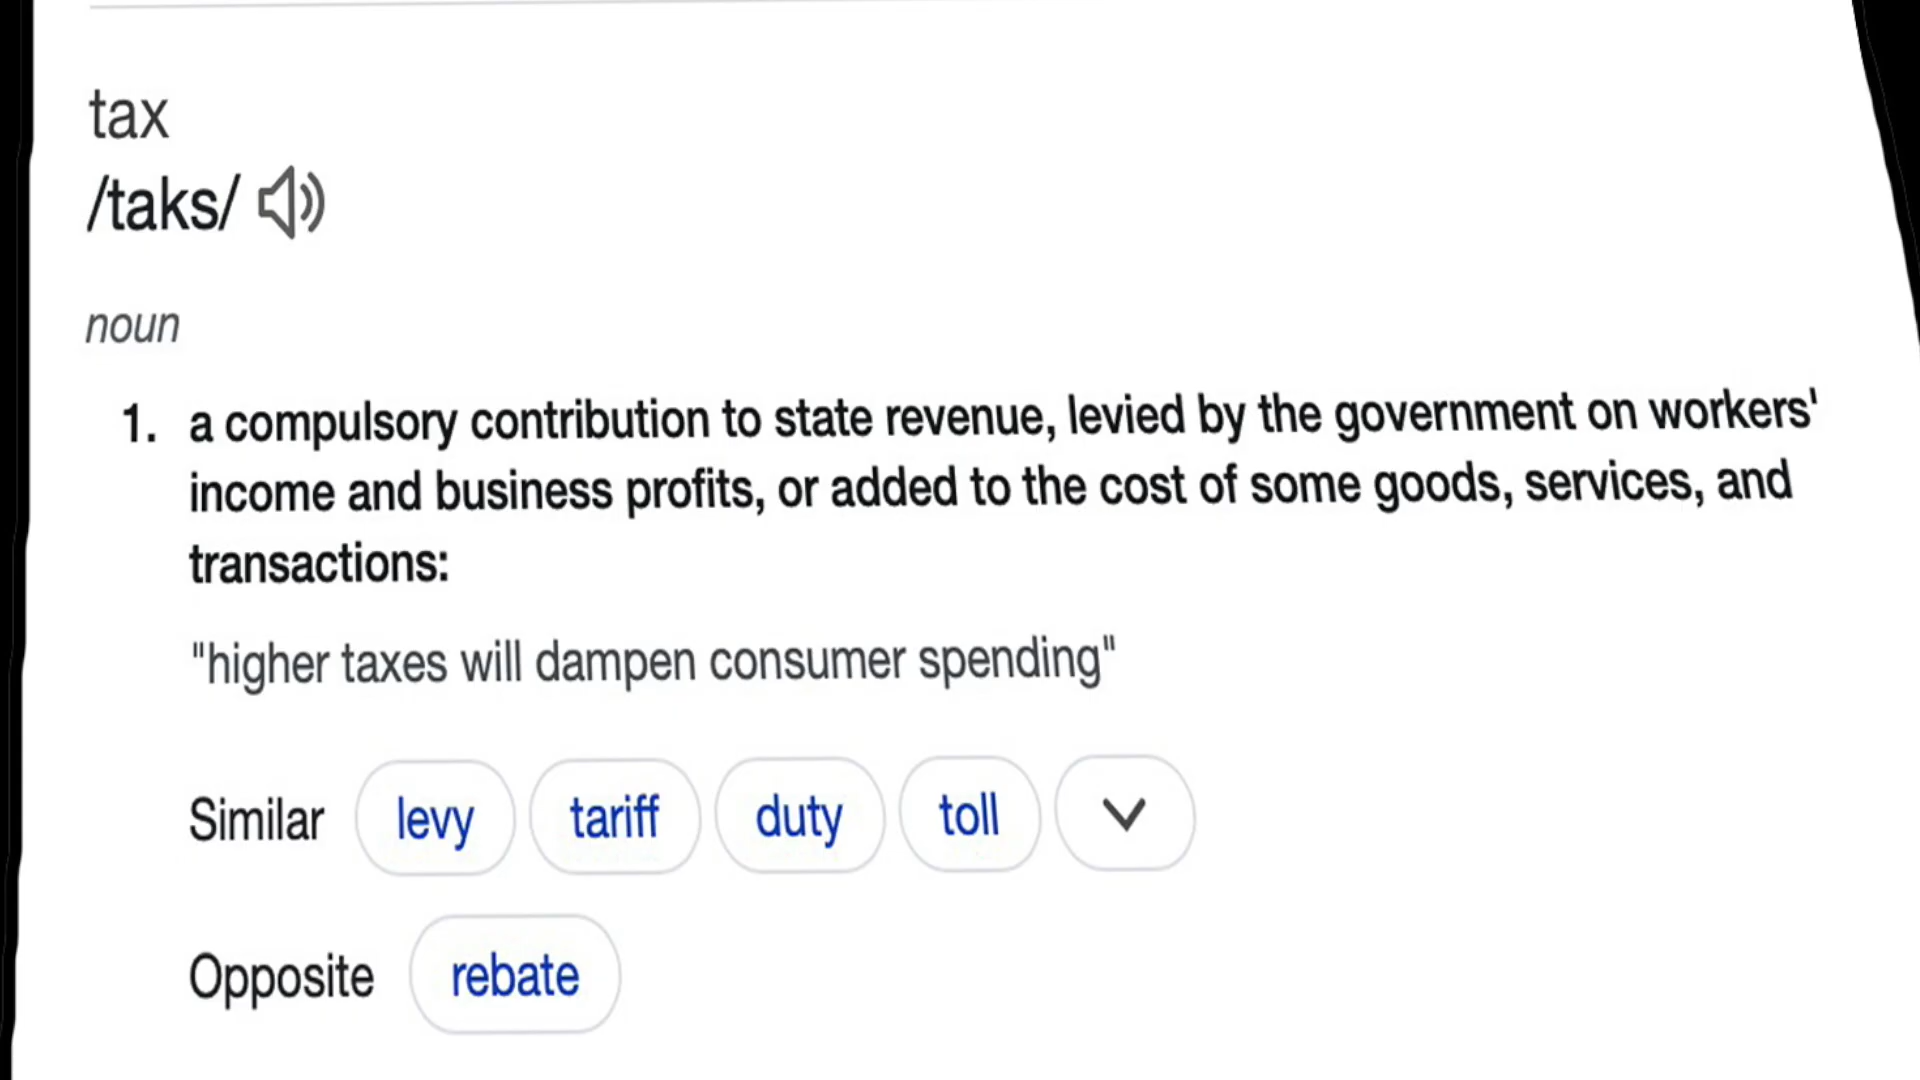 tax
/taks/
noun
1. a compulsory contribution to state revenue, levied by the government on workers'
income and business profits, or added to the cost of some goods, services, and
transactions:
"higher taxes will dampen consumer spending"
Similar levy tariff duty toll
Opposite rebate